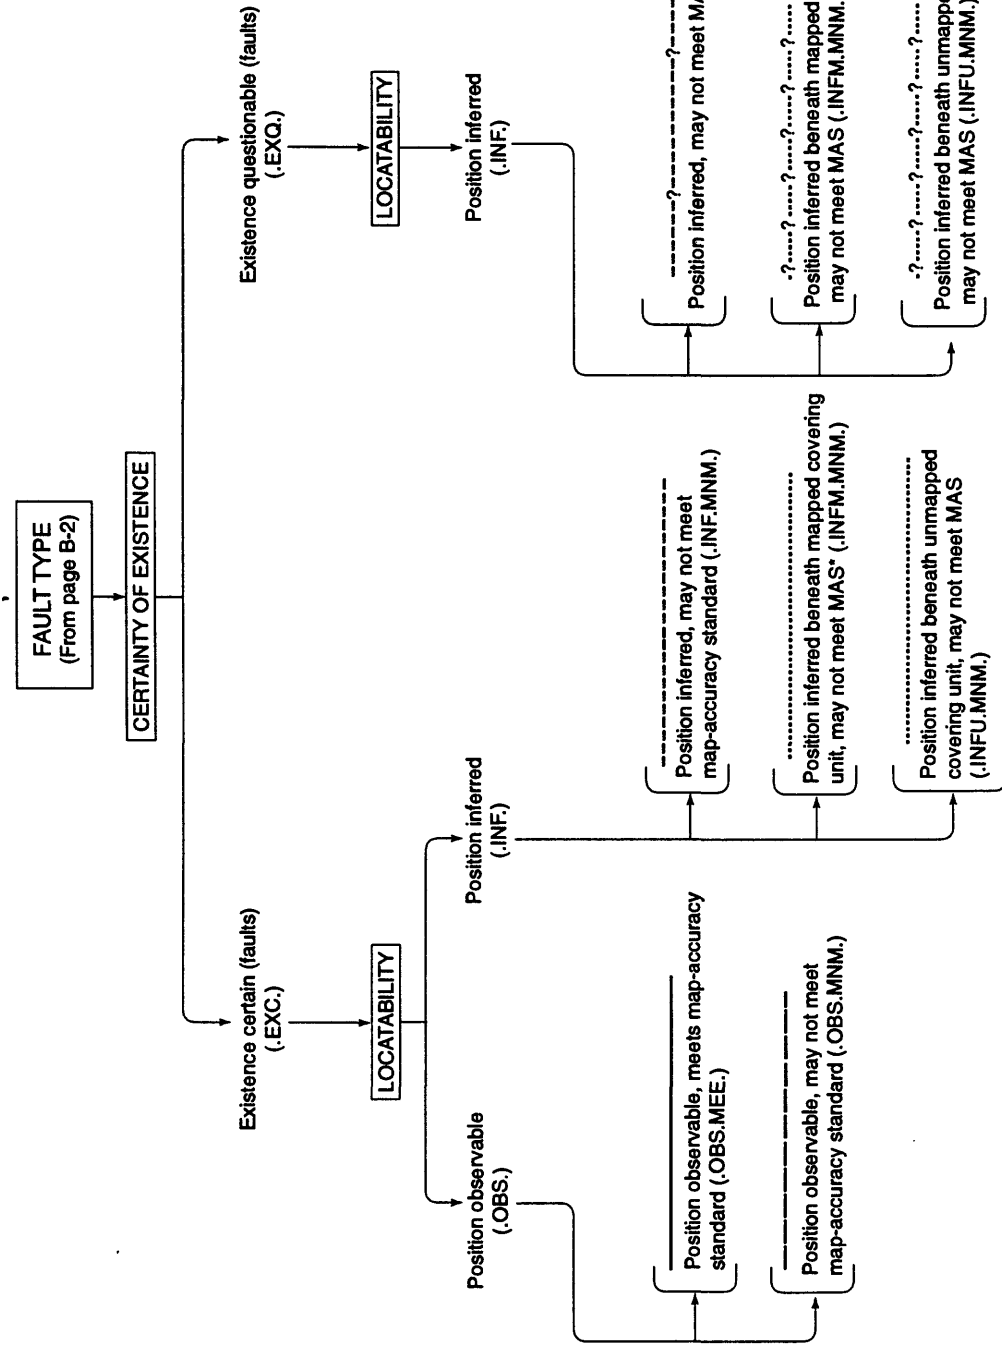 FAULT TYPE
(From page B-2)
CERTAINTY OF EXISTENCE
Existence certain (faults)
(.EXC.)
LOCATABILITY
Position observable
(.OBS.)
Position observable, meets map-accuracy
standard (.OBS.MEE.)
Position observable, may not meet
map-accuracy standard (.OBS.MNM.)
Position inferred
(.INF.)
Position inferred, may not meet
map-accuracy standard (.INF.MNM.)
Position inferred beneath mapped covering
unit, may not meet MAS* (.INFM.MNM.)
Position inferred beneath unmapped
covering unit, may not meet MAS
(.INFU.MNM.)
Existence questionable (faults)
(.EXQ.)
LOCATABILITY
Position inferred
(.INF.)
--------?-----------------?-----
Position inferred, may not meet
-?-----?-----?-----?-----?-----
Position inferred beneath mapped
may not meet MAS (.INFM.MNM.
-?-----?-----?-----?-----?-----
Position inferred beneath
may not meet MAS (.INFU.MNM.)